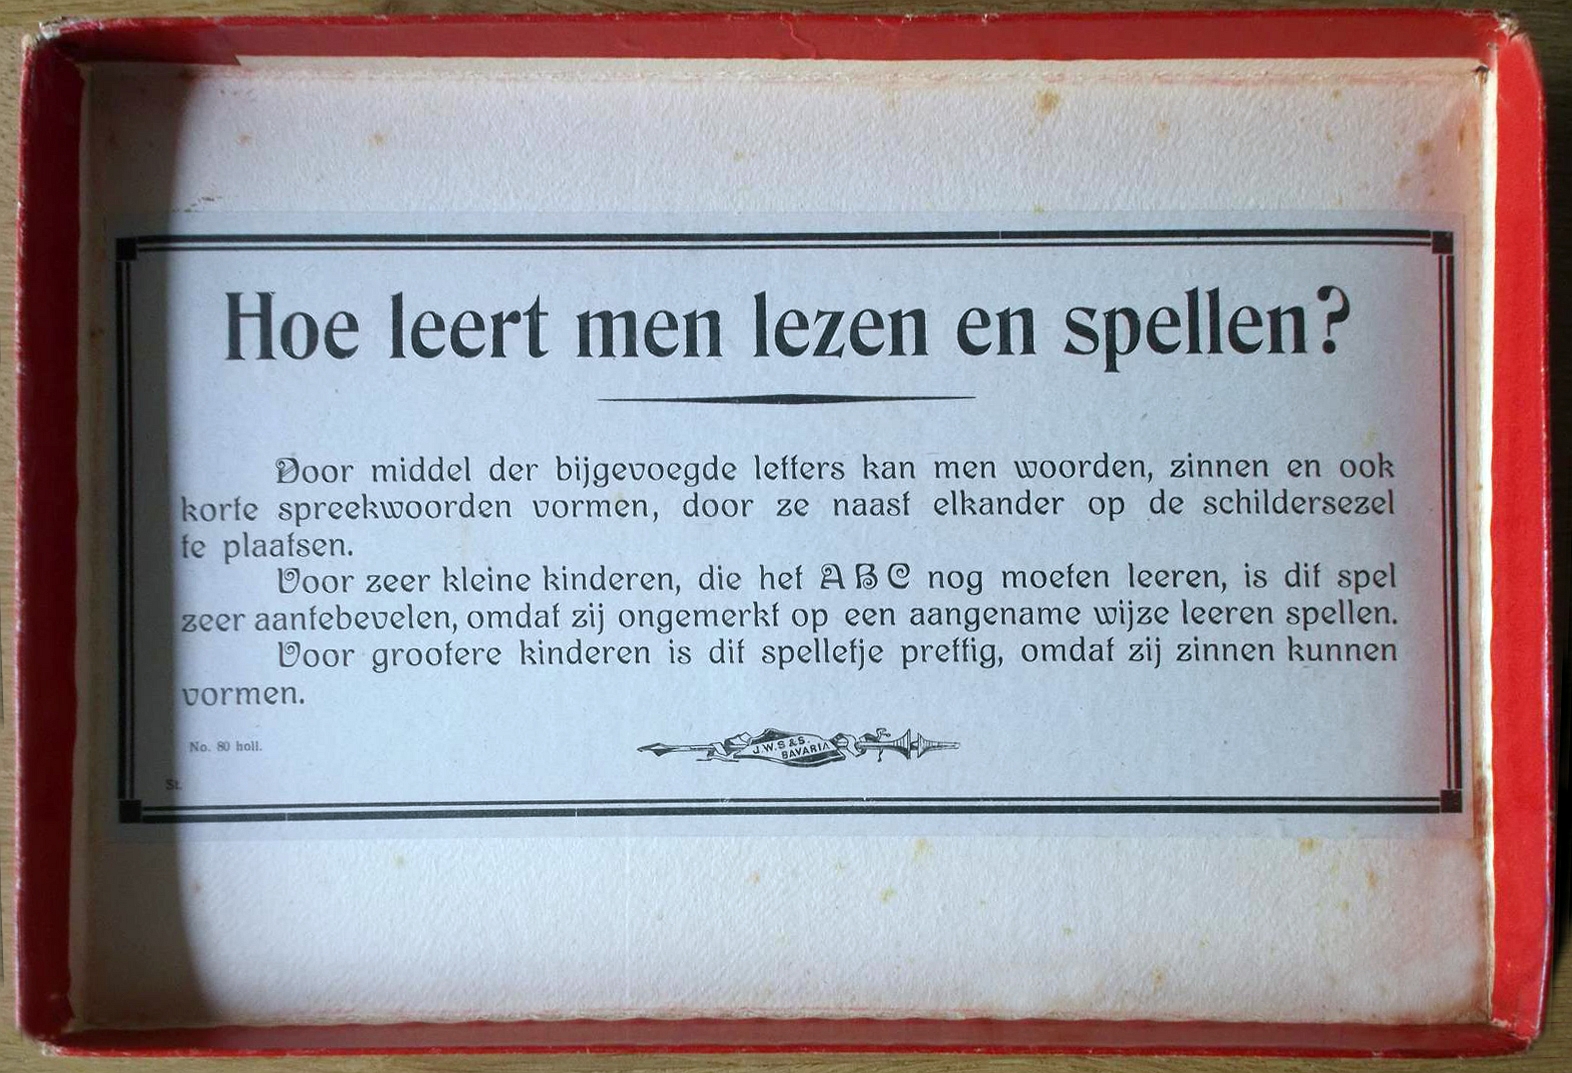 Hoe leert men lezen en spellen?
Door middel der bijgevoegde letters kan men woorden, zinnen en ook
korte spreekwoorden vormen, door ze naast elkander op de schildersezel
te plaatsen.
Voor zeer kleine kinderen, die het A B C nog moeten leeren, is dit spel
zeer aantebevelen, omdat zij ongemerkt op een aangename wijze leeren spellen.
Voor grootere kinderen is dit spelletje prettig, omdat zij zinnen kunnen
vormen.
No. 80 holl.
J.W.S & S.
BAVARIA
St.